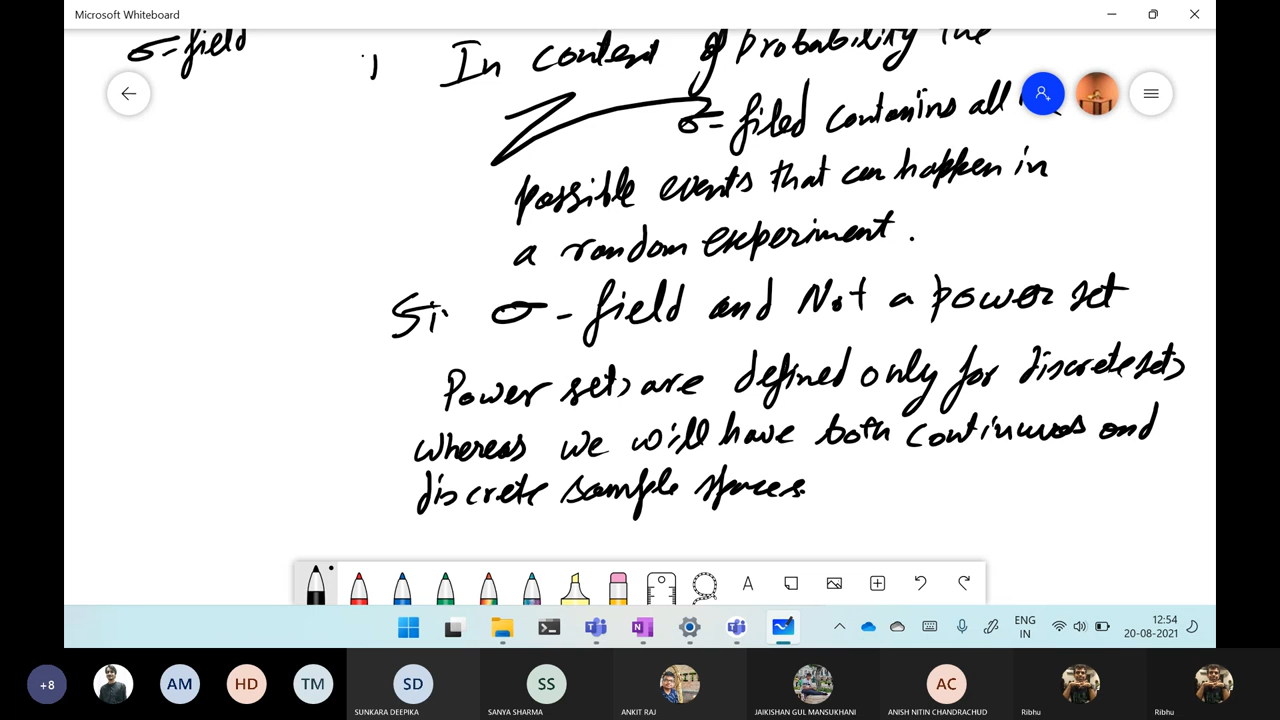 Microsoft Whiteboard
σ-field
In context of probability the
σ-filed contanins all
possible events that can happen in
a random experiment.
σ-field and Not a power set
Power sets are defined only for discrete sets
whereas we will have both continuous and
discrete sample spaces.
A
ENG
IN
12:54
20-08-2021
+8
AM
HD
TM
SD
SUNKARA DEEPIKA
SS
SANYA SHARMA
ANKIT RAJ
JAIKISHAN GUL MANSUKHANI
AC
ANISH NITIN CHANDRACHUD
Ribhu
Ribhu